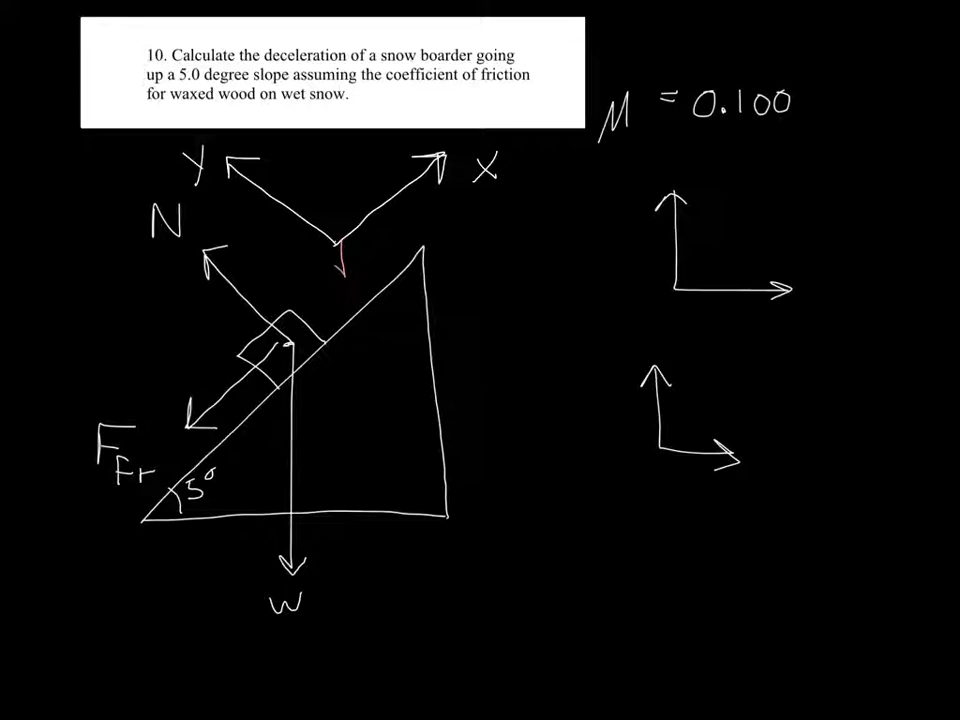 10. Calculate the deceleration of a snow boarder going
up a 5.0 degree slope assuming the coefficient of friction
for waxed wood on wet snow.
μ = 0.100
y
x
N
F Fr
5°
w